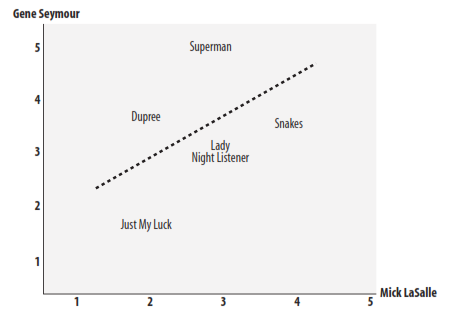 Gene Seymour
5
Superman
4
Dupree
Snakes
3
Lady
Night Listener
2
Just My Luck
1
1 2 3 4 5
Mick LaSalle